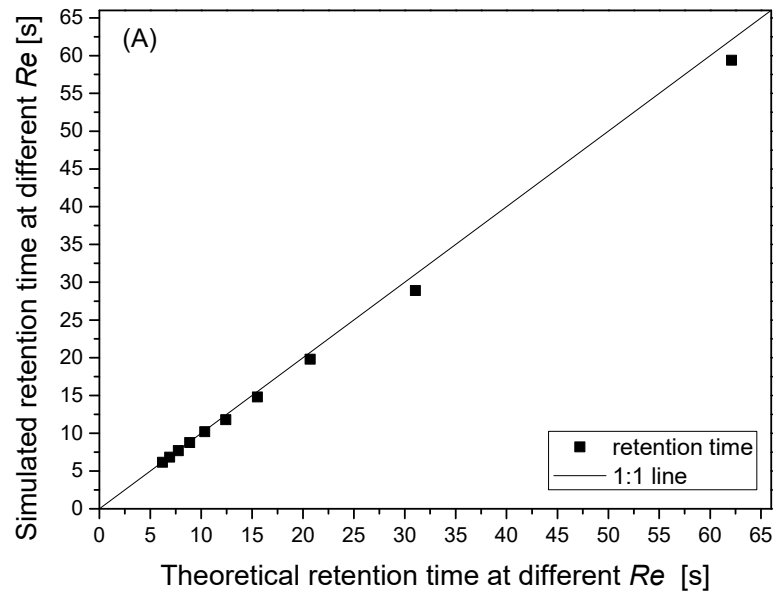 (A)
Simulated retention time at different Re [s]
65
60
55
50
45
40
35
30
25
20
15
10
5
0
retention time
1:1 line
0 5 10 15 20 25 30 35 40 45 50 55 60 65
Theoretical retention time at different Re [s]